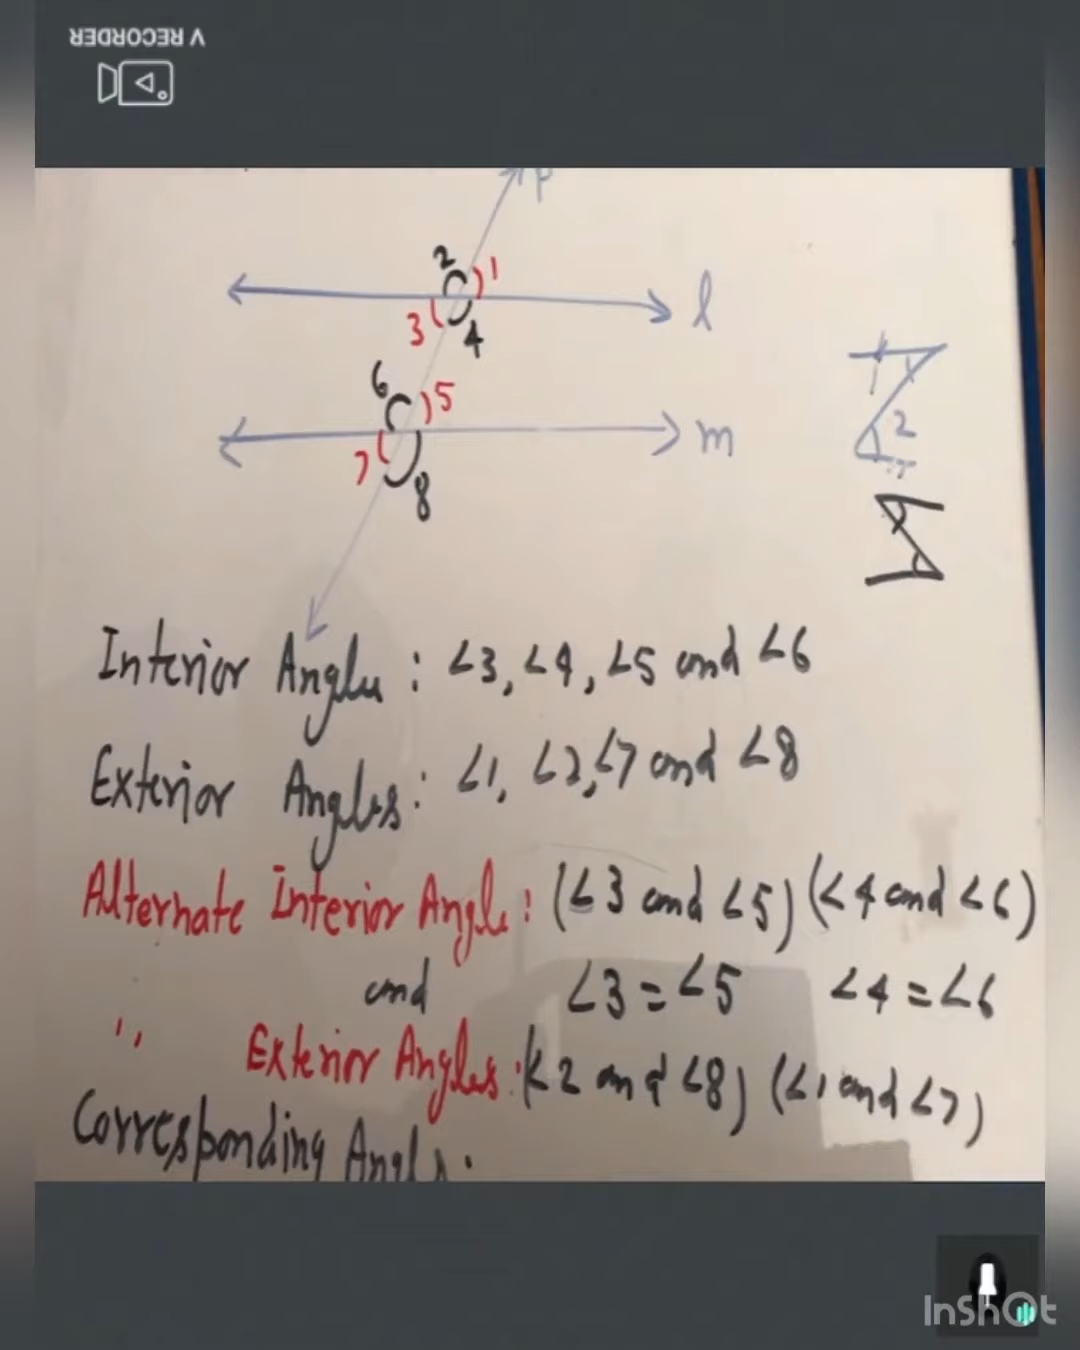 V RECORDER
P
2 1
3 4
l
6 5
7 8
m
1
2
Interior Angles : ∠3, ∠4, ∠5 and ∠6
Exterior Angles : ∠1, ∠2, ∠7 and ∠8
Alternate Interior Angle : (∠3 and ∠5) (∠4 and ∠6)
and ∠3 = ∠5 ∠4 = ∠6
,, Exterior Angles : (∠2 and ∠8) (∠1 and ∠7)
Corresponding Angles :
InShOt